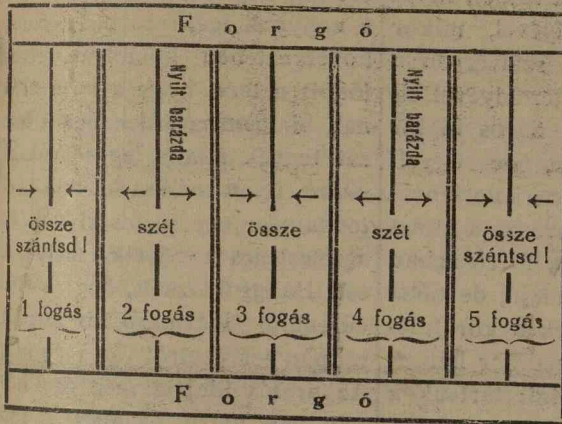 Forgó
Nyilt barázda
Nyilt barázda
össze
szántsd!
szét
össze
szét
össze
szántsd!
1 fogás
2 fogás
3 fogás
4 fogás
5 fogás
Forgó